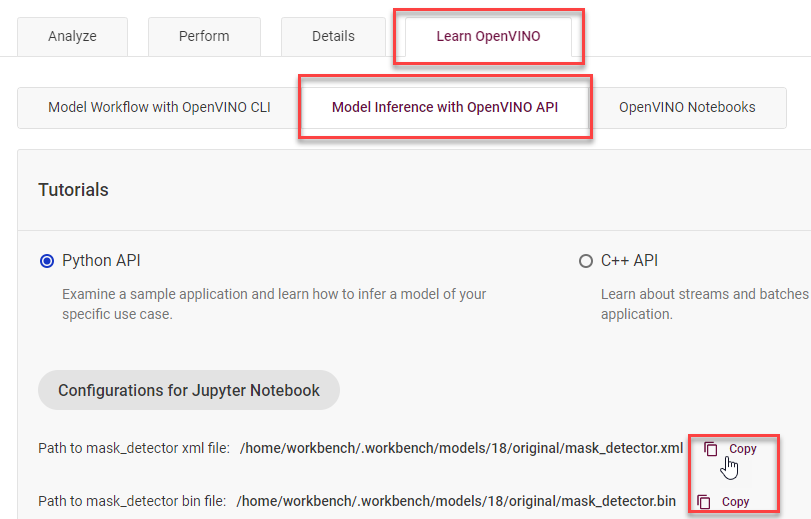 Analyze Perform Details Learn OpenVINO
Model Workflow with OpenVINO CLI Model Inference with OpenVINO API OpenVINO Notebooks
Tutorials
Python API C++ API
Examine a sample application and learn how to infer a model of your Learn about streams and batches
specific use case. application.
Configurations for Jupyter Notebook
Path to mask_detector xml file: /home/workbench/.workbench/models/18/original/mask_detector.xml Copy
Path to mask_detector bin file: /home/workbench/.workbench/models/18/original/mask_detector.bin Copy